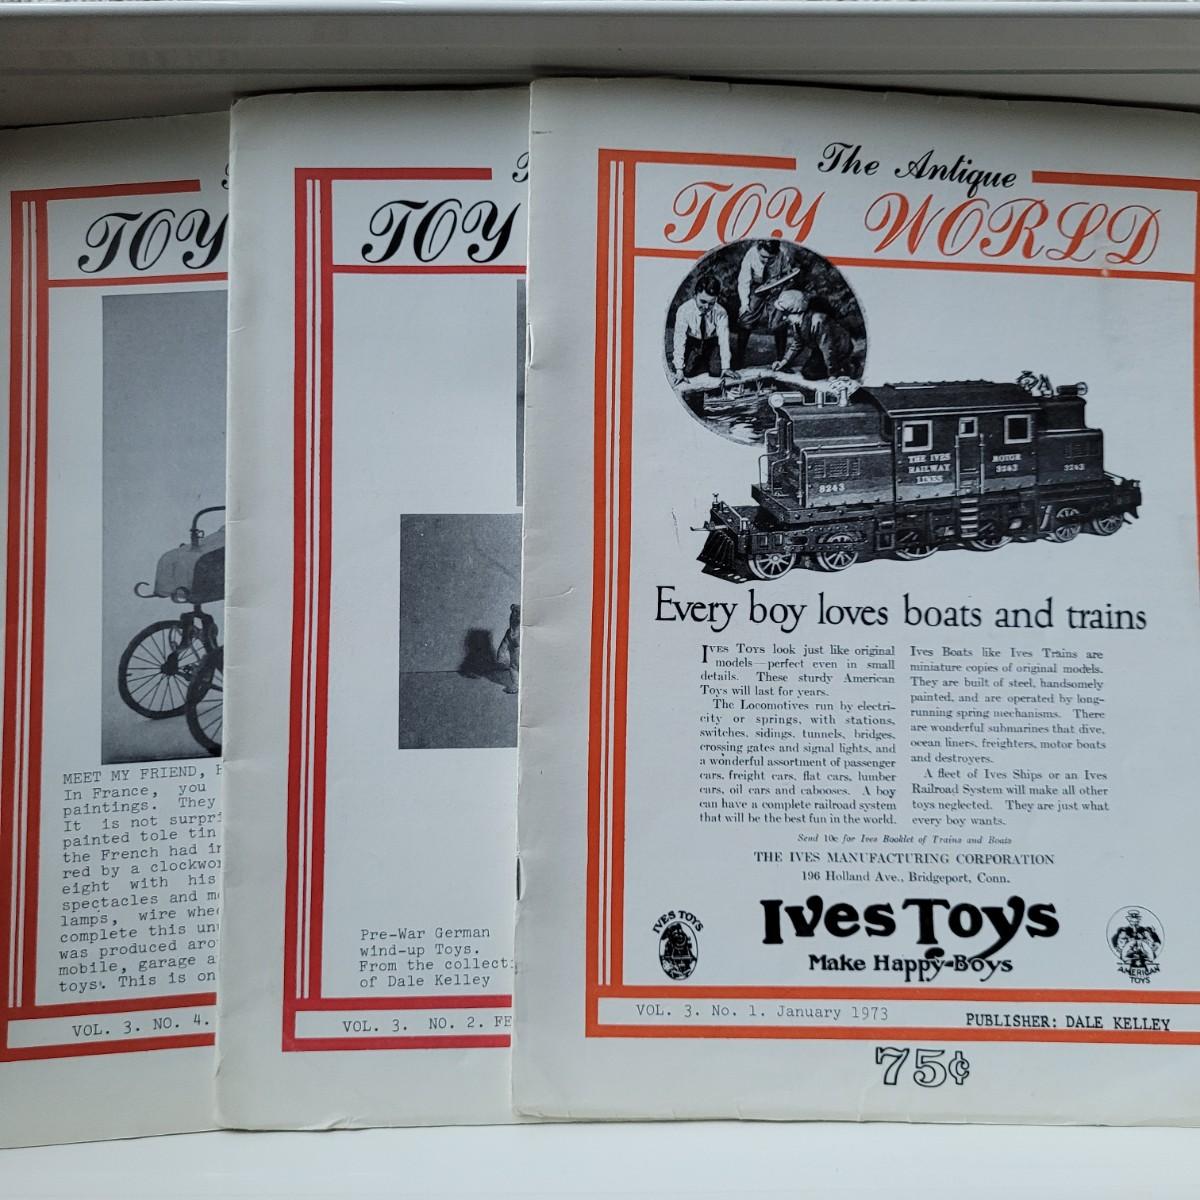 TOY
MEET MY FRIEND,
In France, you
paintings. They
It is not
painted tole tin
the French had
red by a
eight with his
spectacles and
lamps, wire
complete this
was produced
mobile, garage
toys. This is on
VOL. 3. NO. 4.
TOY
Pre-War German
wind-up Toys.
From the
of Dale Kelley
VOL. 3. NO. 2.
The Antique
TOY WORLD
THE IVES
RAILWAY
LINES
MOTOR
3243
3243
3243
Every boy loves boats and trains
IVES TOYS look just like original
models—perfect even in small
details. These sturdy American
Toys will last for years.
The Locomotives run by electri-
city or springs, with stations,
switches, sidings, tunnels, bridges,
crossing gates and signal lights, and
a wonderful assortment of passenger
cars, freight cars, flat cars, lumber
cars, oil cars and cabooses. A boy
can have a complete railroad system
that will be the best fun in the world.
Ives Boats like Ives Trains are
miniature copies of original models.
They are built of steel, handsomely
painted, and are operated by long-
running spring mechanisms. There
are wonderful submarines that dive,
ocean liners, freighters, motor boats
and destroyers.
A fleet of Ives Ships or an Ives
Railroad System will make all other
toys neglected. They are just what
every boy wants.
Send 10c for Ives Booklet of Trains and Boats
THE IVES MANUFACTURING CORPORATION
196 Holland Ave., Bridgeport, Conn.
IVES TOYS
Ives Toys
Make Happy Boys
AMERICAN
TOYS
VOL. 3. No. 1. January 1973
PUBLISHER: DALE KELLEY
75¢